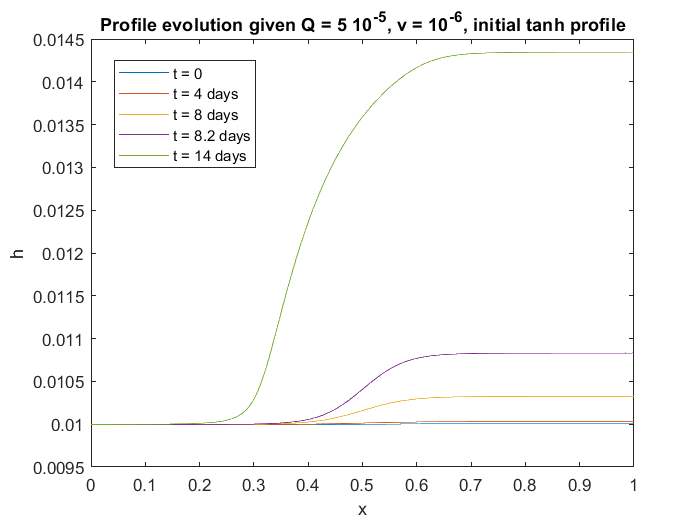 Profile evolution given Q = 5 10^-5, v = 10^-6, initial tanh profile
0.0145
0.014
0.0135
0.013
0.0125
0.012
0.0115
0.011
0.0105
0.01
0.0095
h
t = 0
t = 4 days
t = 8 days
t = 8.2 days
t = 14 days
0 0.1 0.2 0.3 0.4 0.5 0.6 0.7 0.8 0.9 1
x